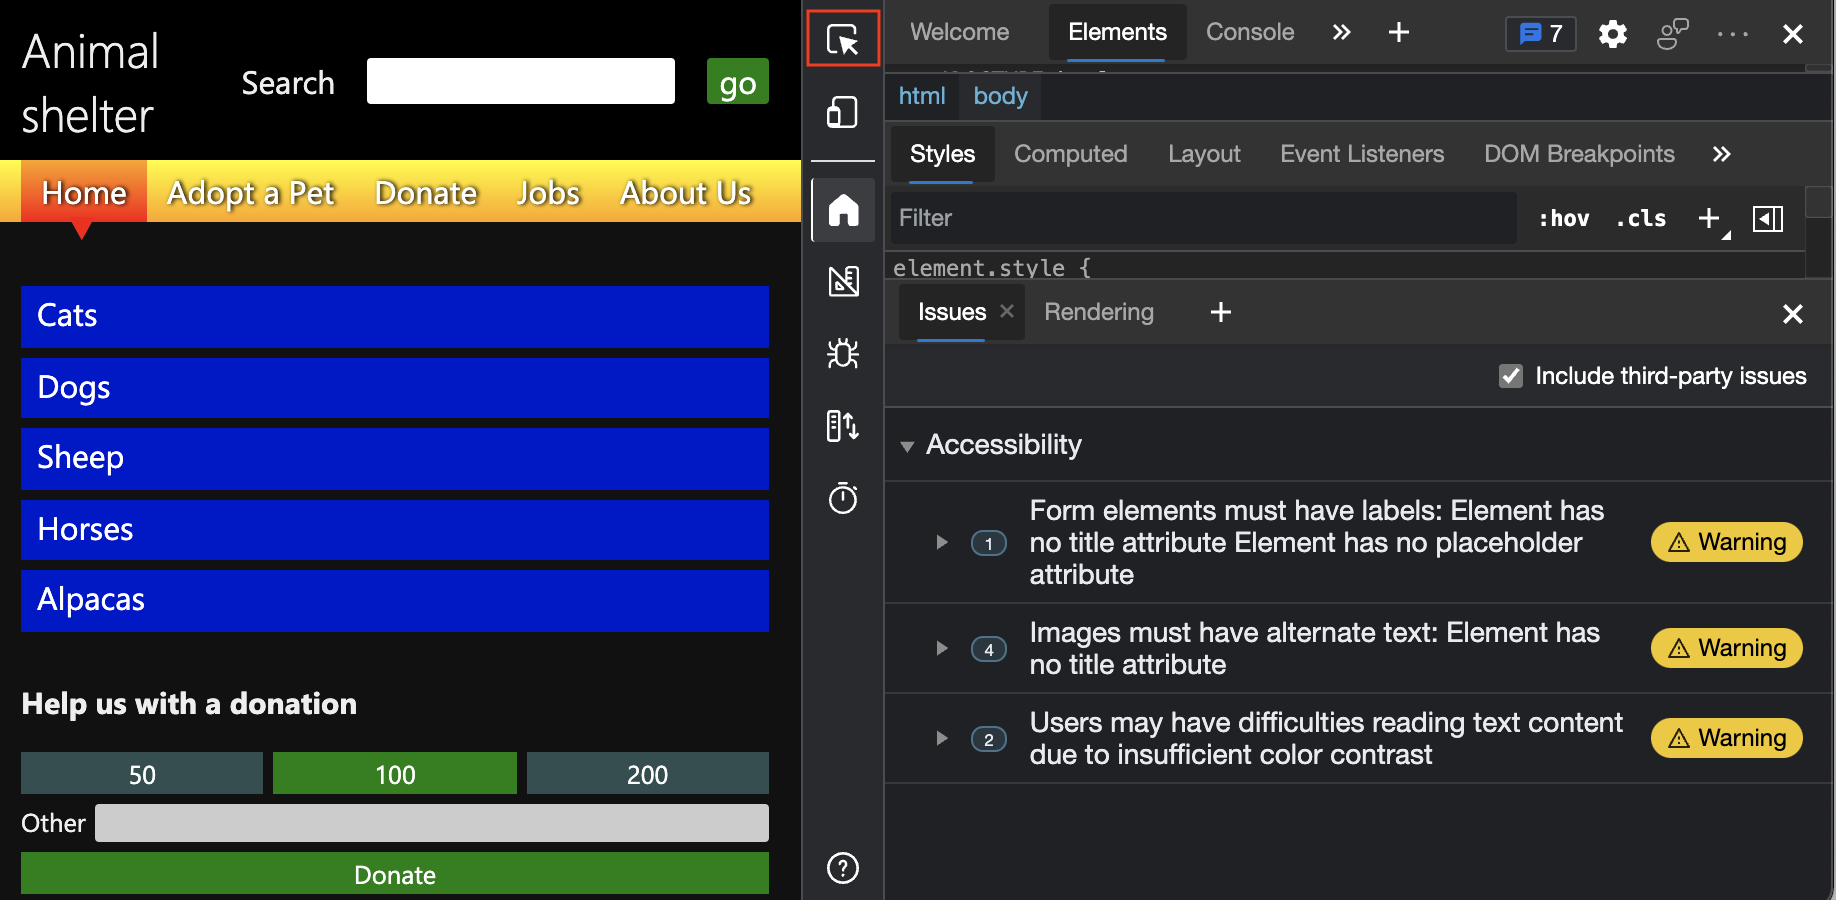 Animal
shelter
Search
go
Home Adopt a Pet Donate Jobs About Us
Cats
Dogs
Sheep
Horses
Alpacas
Help us with a donation
50 100 200
Other
Donate
Welcome Elements Console 7
html body
Styles Computed Layout Event Listeners DOM Breakpoints
Filter :hov .cls
element.style {
Issues Rendering
Include third-party issues
Accessibility
1 Form elements must have labels: Element has
no title attribute Element has no placeholder
attribute
Warning
4 Images must have alternate text: Element has
no title attribute
Warning
2 Users may have difficulties reading text content
due to insufficient color contrast
Warning